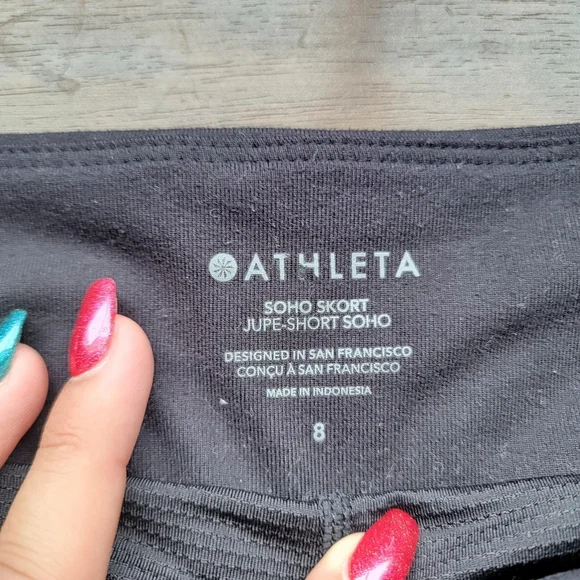 ATHLETA
SOHO SKORT
JUPE-SHORT SOHO
DESIGNED IN SAN FRANCISCO
CONÇU À SAN FRANCISCO
MADE IN INDONESIA
8